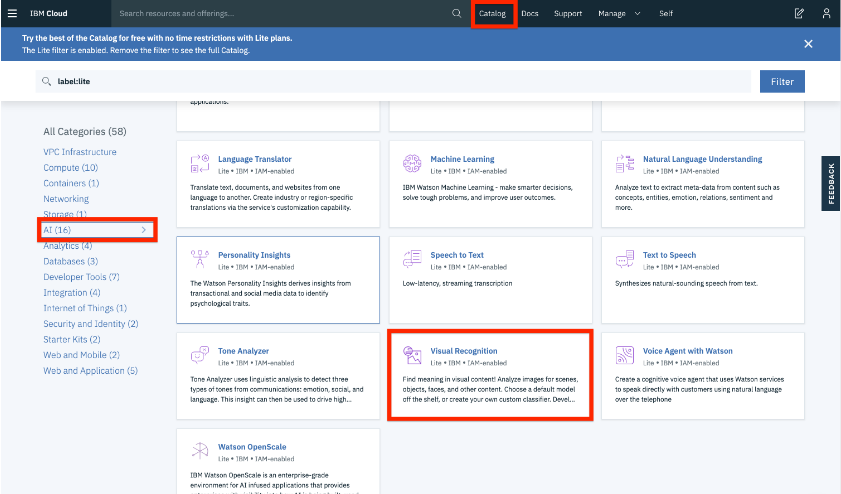 IBM Cloud
Search resources and offerings...
Catalog
Docs
Support
Manage
Self
Try the best of the Catalog for free with no time restrictions with Lite plans.
The Lite filter is enabled. Remove the filter to see the full Catalog.
label:lite
Filter
FEEDBACK
All Categories (58)
VPC Infrastructure
Compute (10)
Containers (1)
Networking
Storage (1)
AI (16)
Analytics (4)
Databases (3)
Developer Tools (7)
Integration (4)
Internet of Things (1)
Security and Identity (2)
Starter Kits (2)
Web and Mobile (2)
Web and Application (5)
applications.
Language Translator
Lite • IBM • IAM-enabled
Translate text, documents, and websites from one
language to another. Create industry or region-specific
translations via the service's customization capability.
Machine Learning
Lite • IBM • IAM-enabled
IBM Watson Machine Learning - make smarter decisions,
solve tough problems, and improve user outcomes.
Natural Language Understanding
Lite • IBM • IAM-enabled
Analyze text to extract meta-data from content such as
concepts, entities, emotion, relations, sentiment and
more.
Personality Insights
Lite • IBM • IAM-enabled
The Watson Personality Insights derives insights from
transactional and social media data to identify
psychological traits.
Speech to Text
Lite • IBM • IAM-enabled
Low-latency, streaming transcription
Text to Speech
Lite • IBM • IAM-enabled
Synthesizes natural-sounding speech from text.
Tone Analyzer
Lite • IBM • IAM-enabled
Tone Analyzer uses linguistic analysis to detect three
types of tones from communications: emotion, social, and
language. This insight can then be used to drive high...
Visual Recognition
Lite • IBM • IAM-enabled
Find meaning in visual content! Analyze images for scenes,
objects, faces, and other content. Choose a default model
off the shelf, or create your own custom classifier. Devel...
Voice Agent with Watson
Lite • IBM • IAM-enabled
Create a cognitive voice agent that uses Watson services
to speak directly with customers using natural language
over the telephone
Watson OpenScale
Lite • IBM • IAM-enabled
IBM Watson OpenScale is an enterprise-grade
environment for AI infused applications that provides